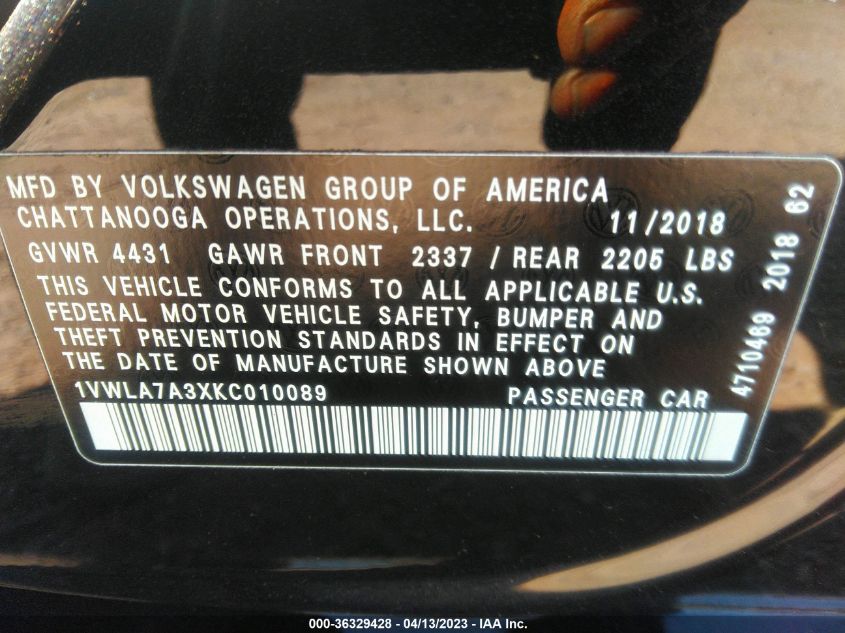 MFD BY VOLKSWAGEN GROUP OF AMERICA
CHATTANOOGA OPERATIONS, LLC. 11/2018
GVWR 4431 GAWR FRONT 2337 / REAR 2205 LBS
THIS VEHICLE CONFORMS TO ALL APPLICABLE U.S.
FEDERAL MOTOR VEHICLE SAFETY, BUMPER AND
THEFT PREVENTION STANDARDS IN EFFECT ON
THE DATE OF MANUFACTURE SHOWN ABOVE
1VWLA7A3XKC010089 PASSENGER CAR
4710469 2018 62
000-36329428 - 04/13/2023 - IAA Inc.